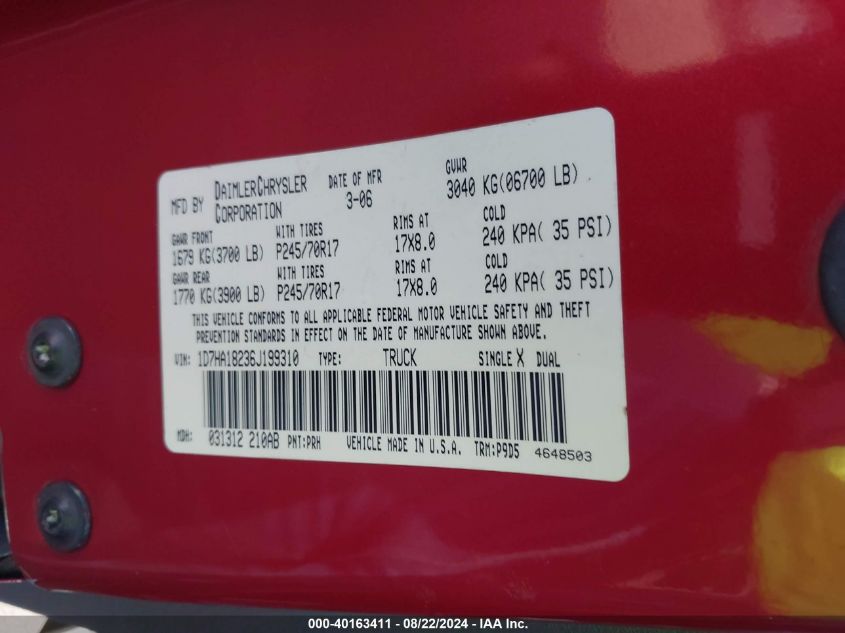 MFD BY DAIMLERCHRYSLER CORPORATION DATE OF MFR 3-06 GVWR 3040 KG(06700 LB)
GAWR FRONT WITH TIRES RIMS AT COLD
1679 KG(3700 LB) P245/70R17 17X8.0 240 KPA( 35 PSI)
GAWR REAR WITH TIRES RIMS AT COLD
1770 KG(3900 LB) P245/70R17 17X8.0 240 KPA( 35 PSI)
THIS VEHICLE CONFORMS TO ALL APPLICABLE FEDERAL MOTOR VEHICLE SAFETY AND THEFT
PREVENTION STANDARDS IN EFFECT ON THE DATE OF MANUFACTURE SHOWN ABOVE.
VIN: 1D7HA18236J199310 TYPE: TRUCK SINGLE X DUAL
MDH: 031312 210AB PNT:PRH VEHICLE MADE IN U.S.A. TRM:P9D5 4648503
000-40163411 - 08/22/2024 - IAA Inc.